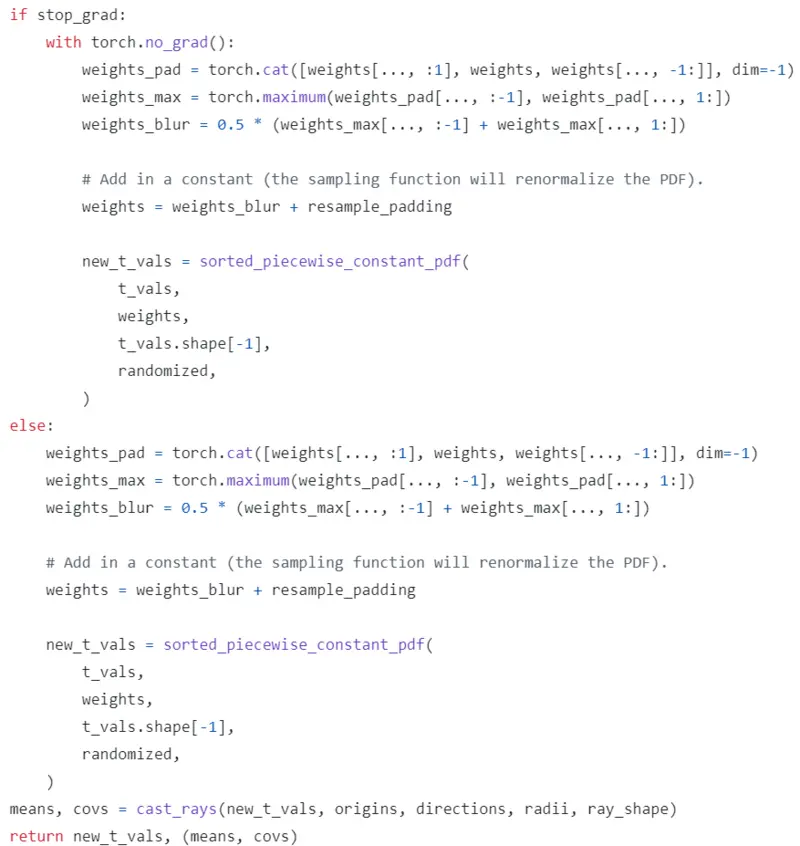 if stop_grad:
    with torch.no_grad():
        weights_pad = torch.cat([weights[..., :1], weights, weights[..., -1:]], dim=-1)
        weights_max = torch.maximum(weights_pad[..., :-1], weights_pad[..., 1:])
        weights_blur = 0.5 * (weights_max[..., :-1] + weights_max[..., 1:])

        # Add in a constant (the sampling function will renormalize the PDF).
        weights = weights_blur + resample_padding

        new_t_vals = sorted_piecewise_constant_pdf(
            t_vals,
            weights,
            t_vals.shape[-1],
            randomized,
        )
else:
    weights_pad = torch.cat([weights[..., :1], weights, weights[..., -1:]], dim=-1)
    weights_max = torch.maximum(weights_pad[..., :-1], weights_pad[..., 1:])
    weights_blur = 0.5 * (weights_max[..., :-1] + weights_max[..., 1:])

    # Add in a constant (the sampling function will renormalize the PDF).
    weights = weights_blur + resample_padding

    new_t_vals = sorted_piecewise_constant_pdf(
        t_vals,
        weights,
        t_vals.shape[-1],
        randomized,
    )
means, covs = cast_rays(new_t_vals, origins, directions, radii, ray_shape)
return new_t_vals, (means, covs)